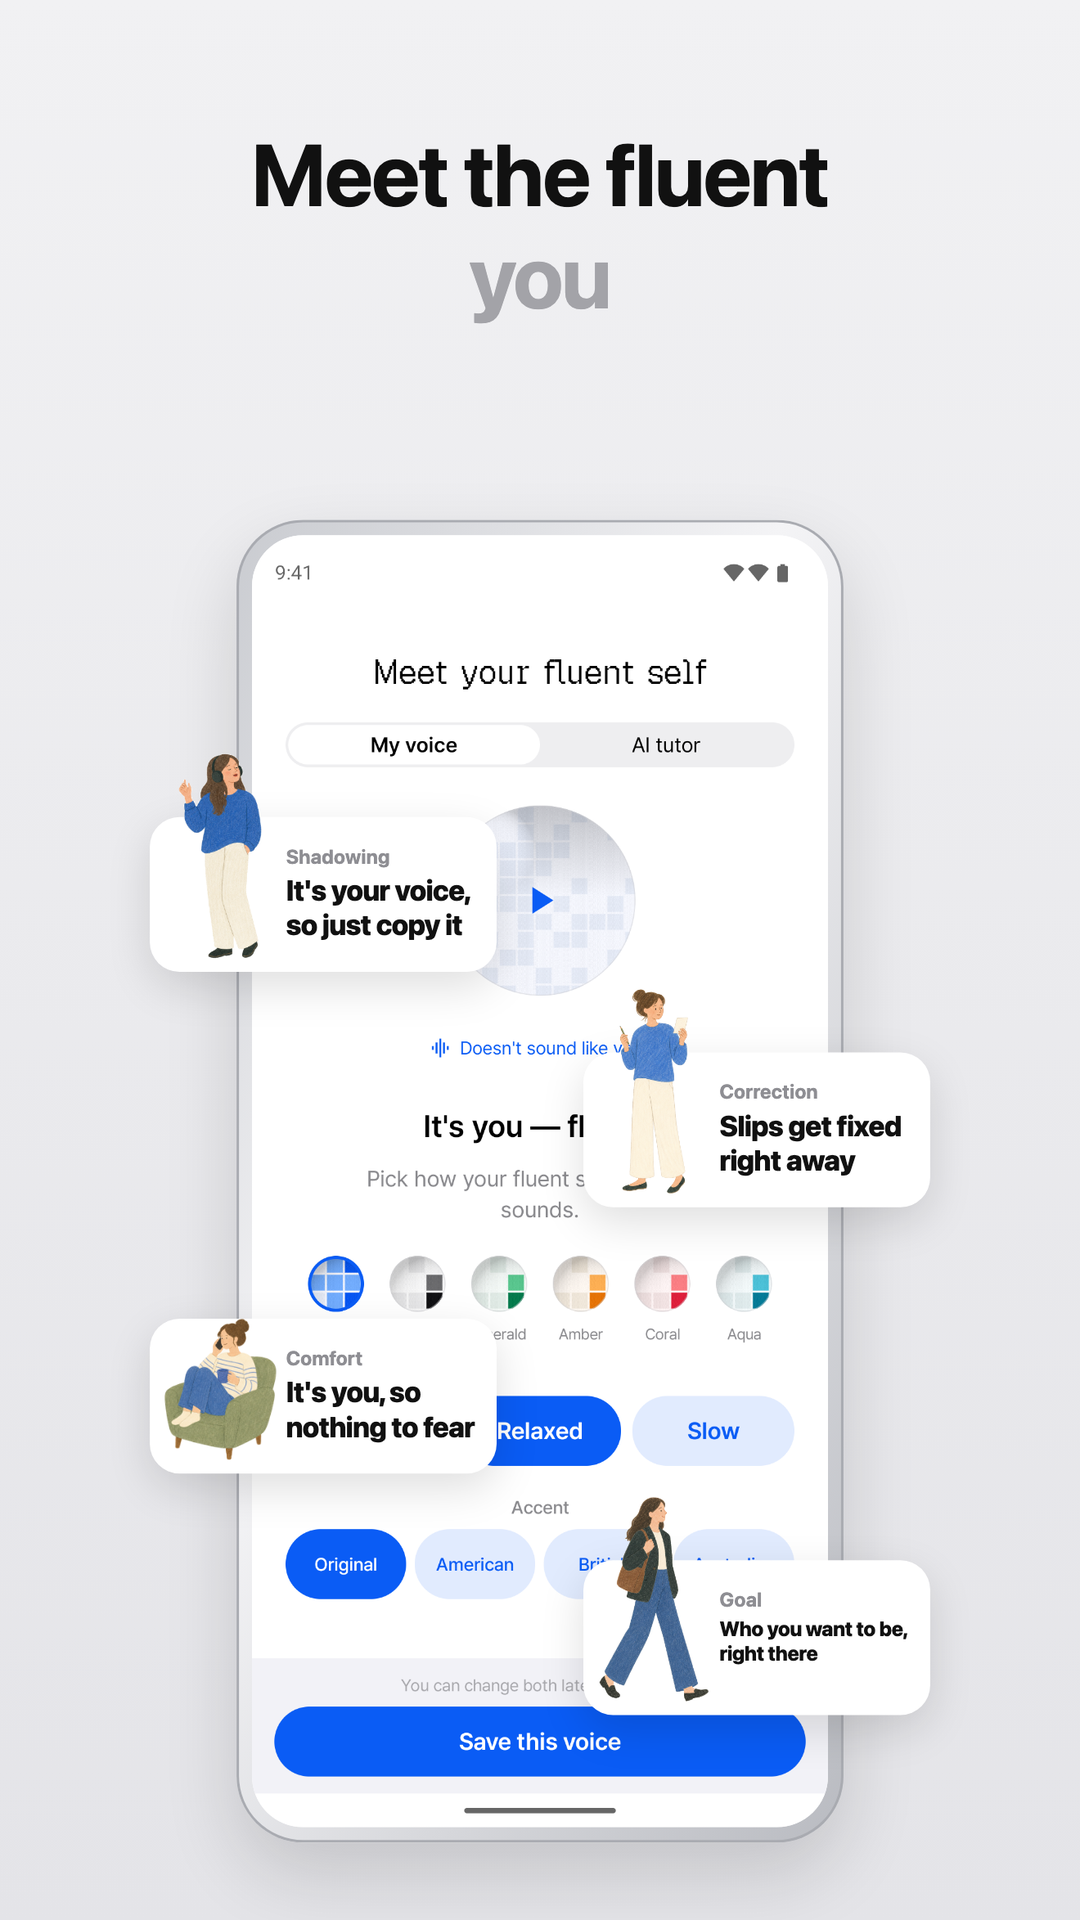 Meet the fluent
you
9:41
Meet your fluent self
My voice
AI tutor
Shadowing
It's your voice,
so just copy it
Doesn't sound like
Correction
Slips get fixed
right away
It's you —
Pick how your fluent
sounds.
Amber
Coral
Aqua
Comfort
It's you, so
nothing to fear
Relaxed
Slow
Accent
Original
American
Goal
Who you want to be,
right there
You can change both
Save this voice